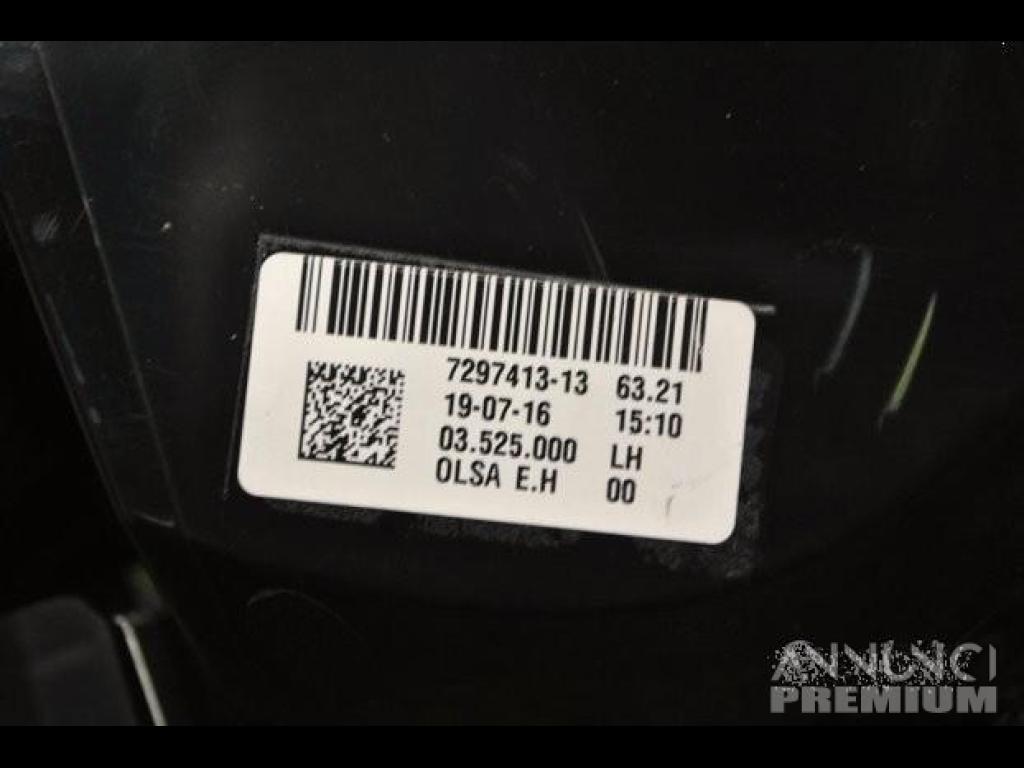 7297413-13 63.21
19-07-16 15:10
03.525.000 LH
OLSA E.H 00
ANNUNCI
PREMIUM